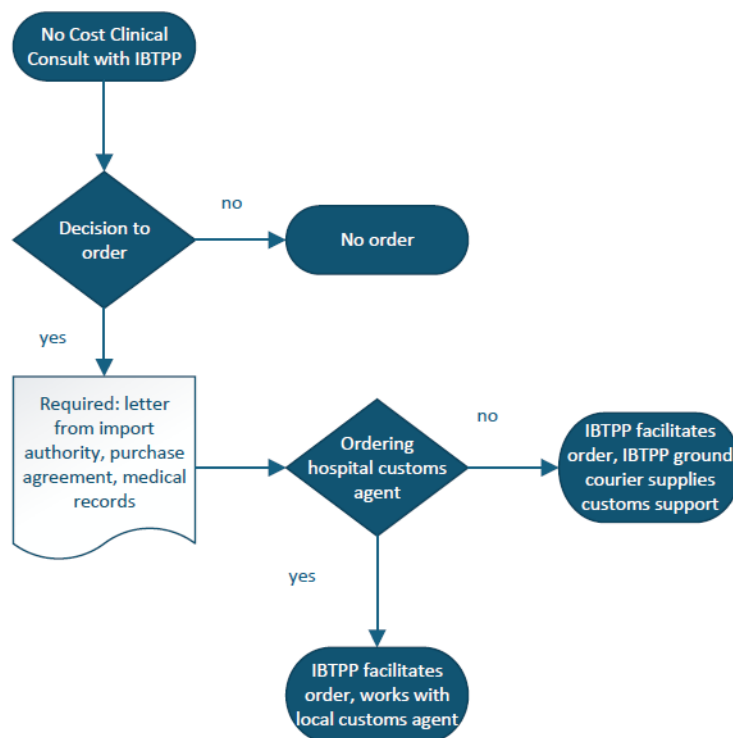 No Cost Clinical
Consult with IBTPP
no
Decision to
order
No order
yes
Required: letter
from import
authority, purchase
agreement, medical
records
Ordering
hospital customs
agent
no
IBTPP facilitates
order, IBTPP ground
courier supplies
customs support
yes
IBTPP facilitates
order, works with
local customs agent